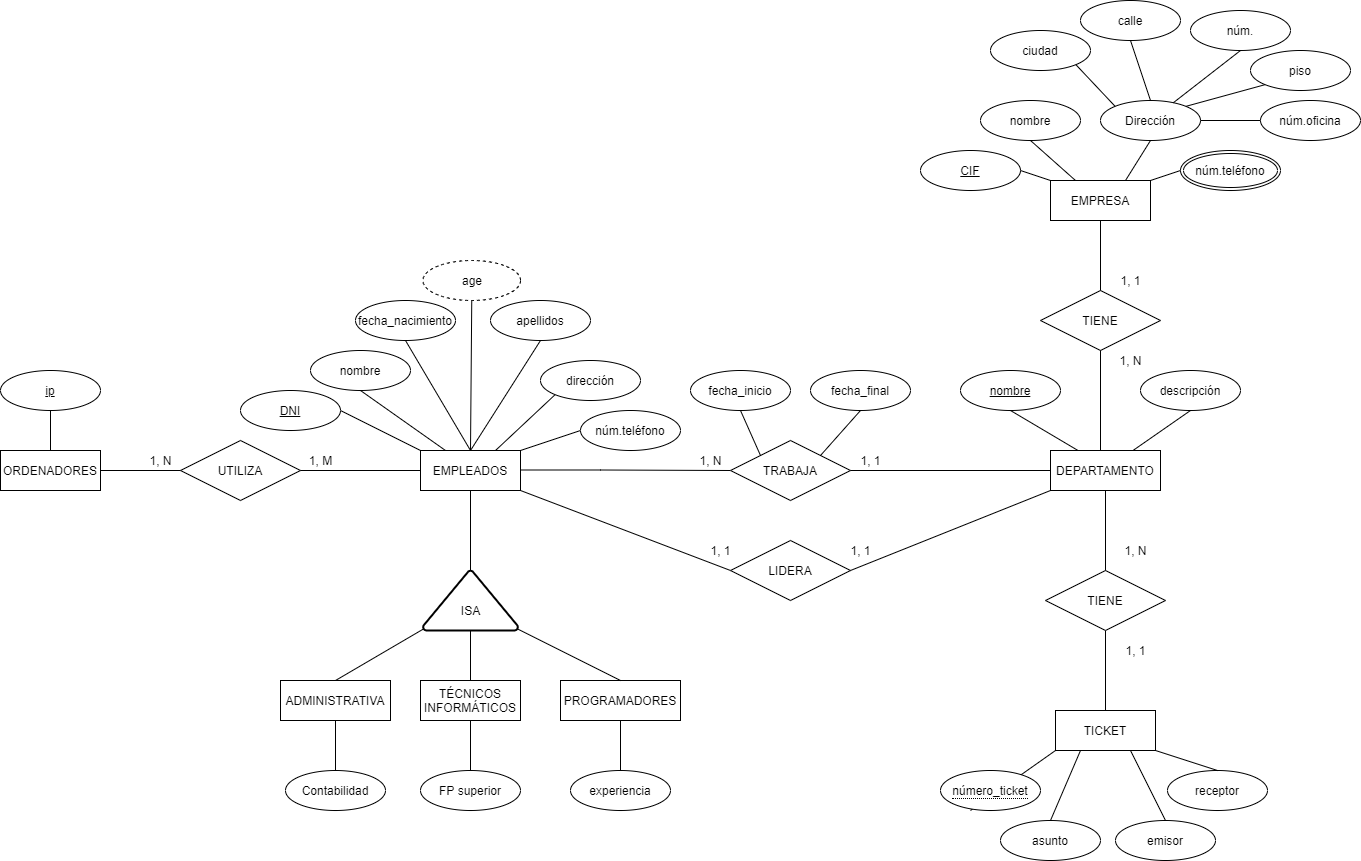 calle
núm.
ciudad
piso
nombre
Dirección
núm.oficina
CIF
núm.teléfono
EMPRESA
age
1, 1
fecha_nacimiento
apellidos
TIENE
nombre
1, N
ip
dirección
fecha_inicio
fecha_final
nombre
descripción
DNI
núm.teléfono
1, N
1, M
1, N
1, 1
ORDENADORES
UTILIZA
EMPLEADOS
TRABAJA
DEPARTAMENTO
1, 1
1, 1
1, N
LIDERA
ISA
TIENE
1, 1
ADMINISTRATIVA
TÉCNICOS
INFORMÁTICOS
PROGRAMADORES
TICKET
Contabilidad
FP superior
experiencia
número_ticket
receptor
asunto
emisor